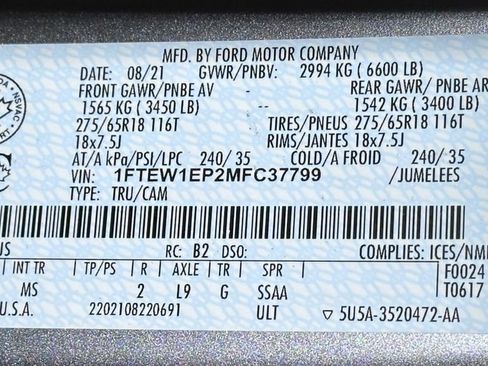 MFD. BY FORD MOTOR COMPANY
DATE: 08/21 GVWR/PNBV: 2994 KG ( 6600 LB)
FRONT GAWR/PNBE AV - REAR GAWR/ PNBE AR
1565 KG ( 3450 LB) 1542 KG ( 3400 LB)
275/65R18 116T TIRES/PNEUS 275/65R18 116T
18x7.5J RIMS/JANTES 18x7.5J
AT/A kPa/PSI/LPC 240/ 35 COLD/A FROID 240/ 35
VIN: 1FTEW1EP2MFC37799 /JUMELEES
TYPE: TRU/CAM
US RC: B2 DSO: COMPLIES: ICES/NM
INT TR TP/PS R AXLE TR SPR F0024
MS 2 L9 G SSAA T0617
U.S.A. 2202108220691 ULT ▽ 5U5A-3520472-AA